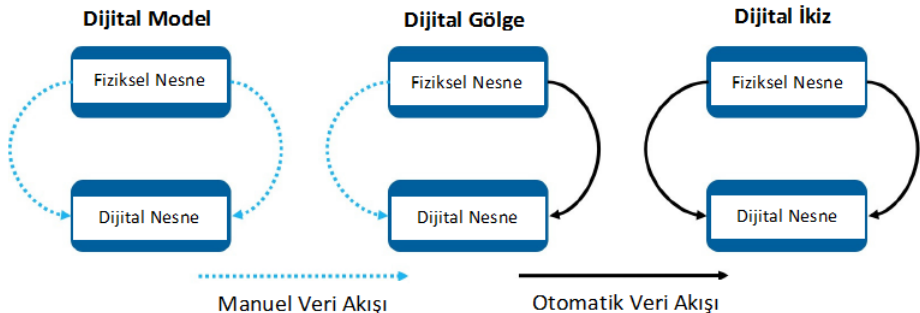 Dijital Model
Dijital Gölge
Dijital İkiz
Fiziksel Nesne
Fiziksel Nesne
Fiziksel Nesne
Dijital Nesne
Dijital Nesne
Dijital Nesne
Manuel Veri Akışı
Otomatik Veri Akışı